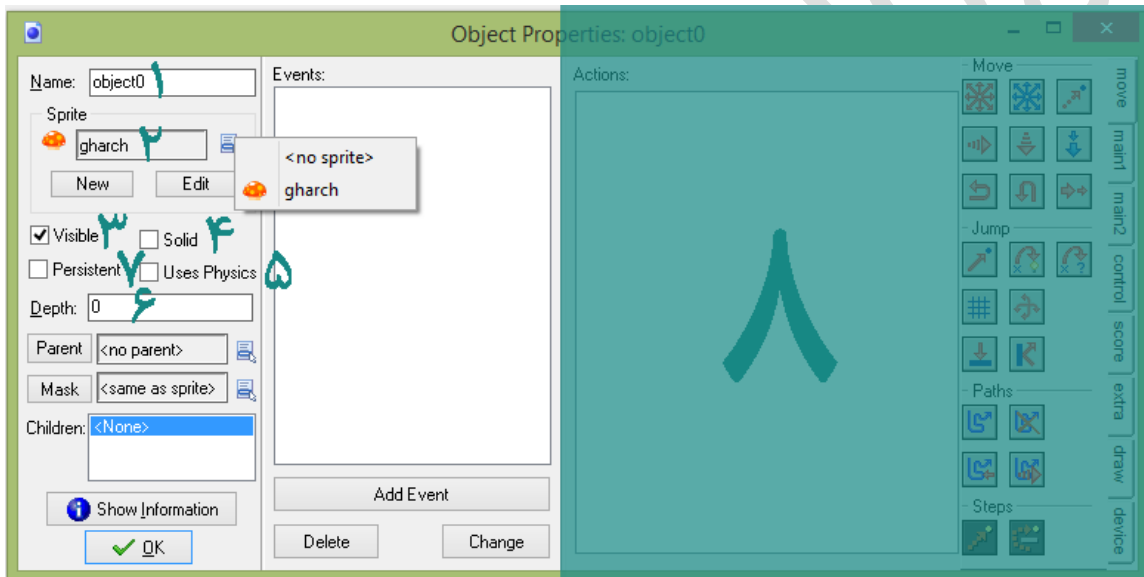 Object Properties: object0
Name: object0 ۱
Sprite
gharch ۲
New Edit
<no sprite>
gharch
Visible ۳ Solid ۴
Persistent ۷ Uses Physics ۵
Depth: 0 ۶
Parent <no parent>
Mask <same as sprite>
Children: <None>
Show Information
OK
Events:
Add Event
Delete Change
Actions:
۸
Move
Jump
Paths
Steps
move
main1
main2
control
score
extra
draw
device